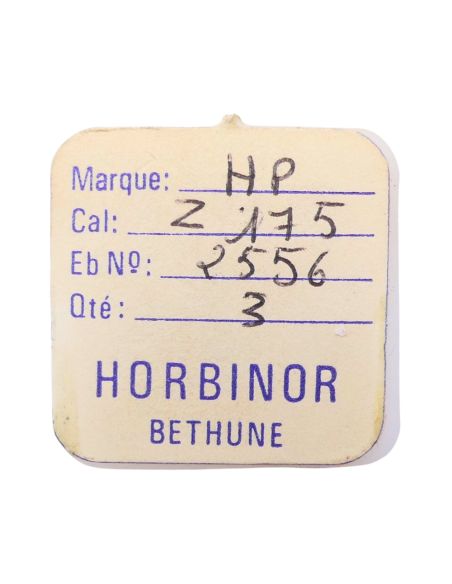 Marque: HP
Cal: Z 175
Eb Nº: 2556
Qté: 3
HORBINOR
BETHUNE